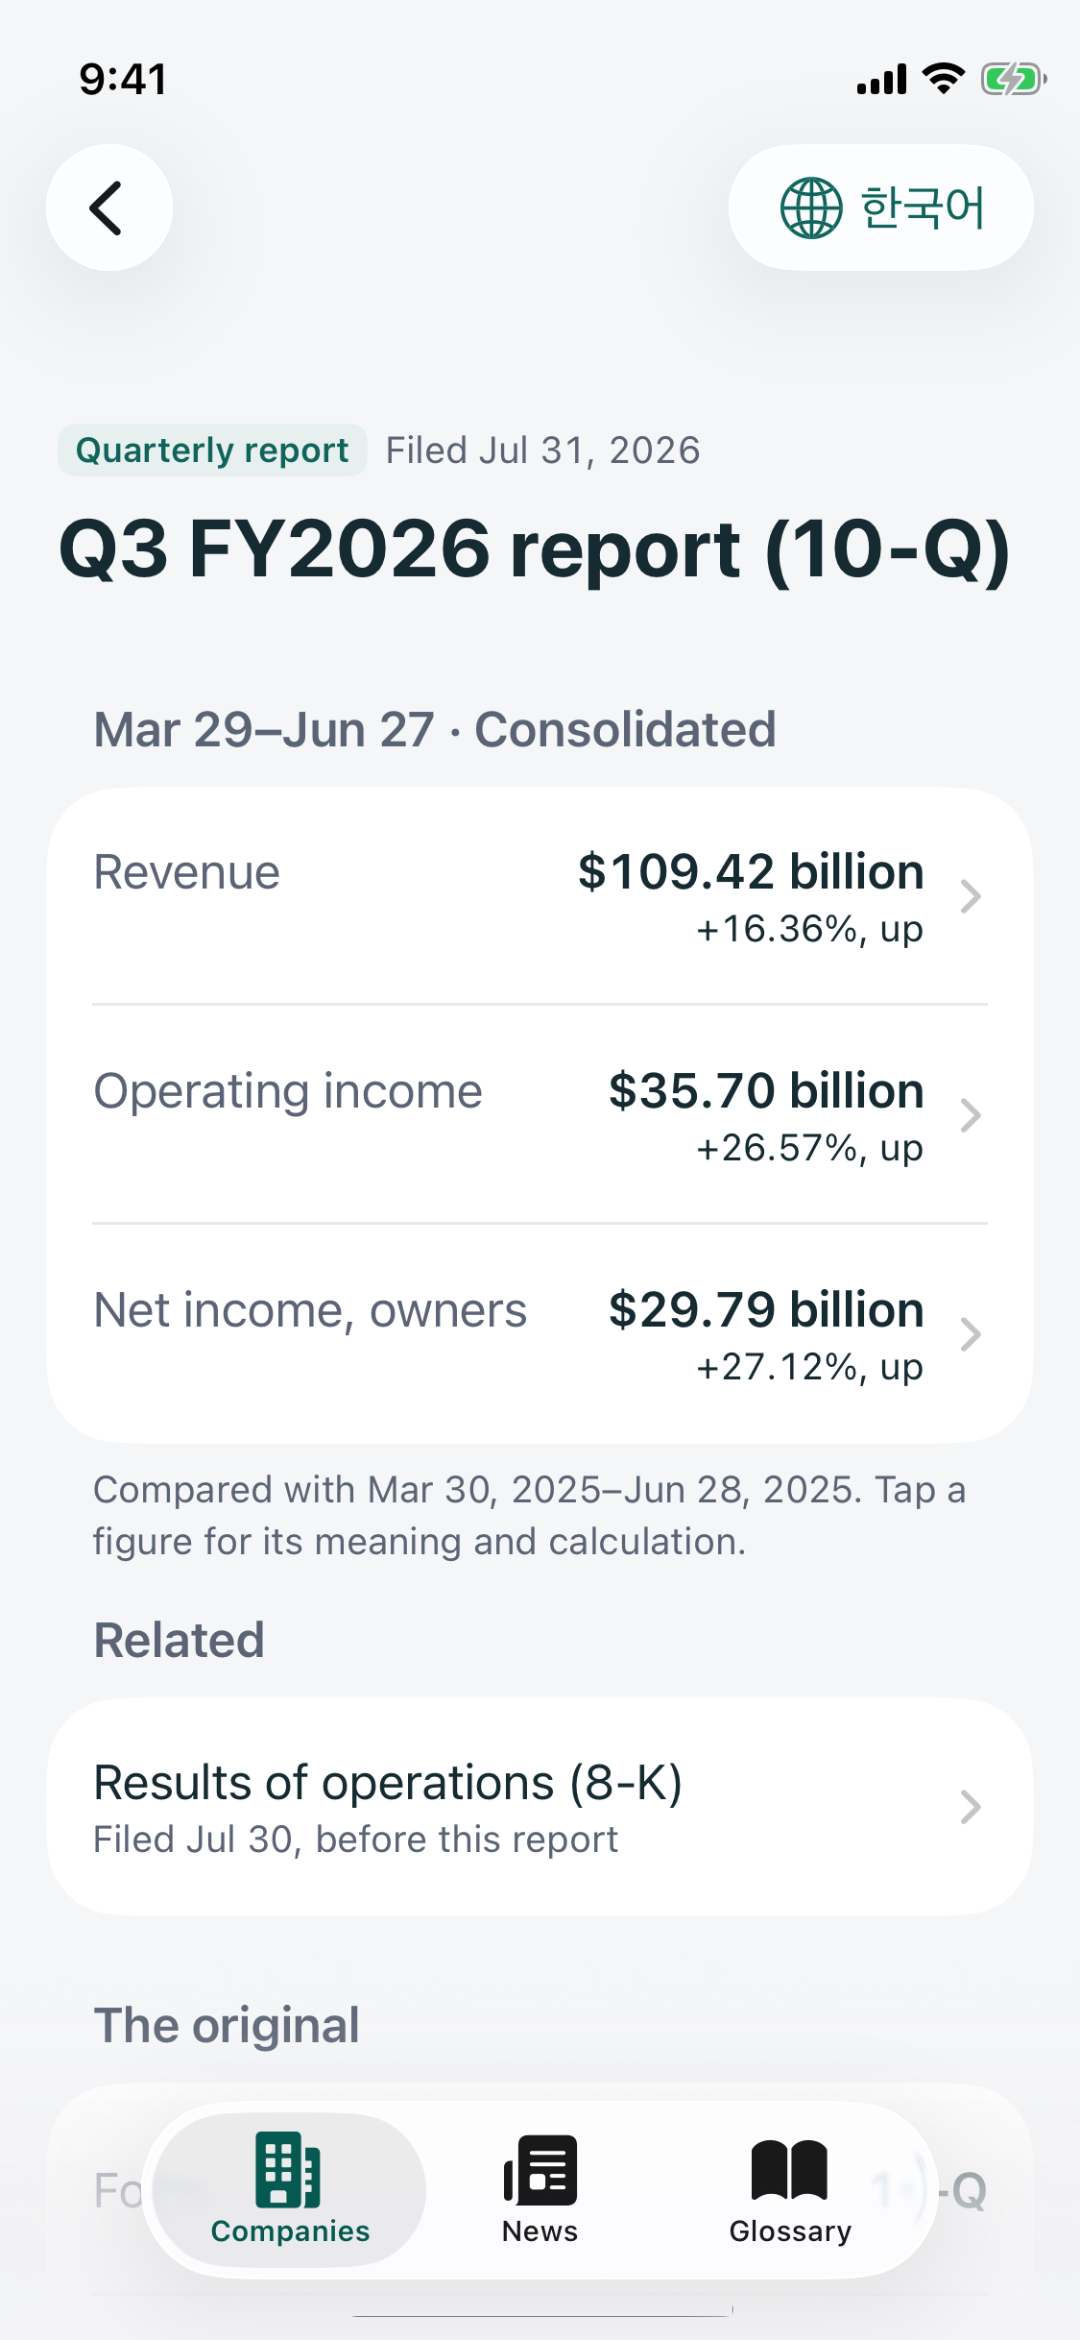 9:41
한국어
Quarterly report Filed Jul 31, 2026
Q3 FY2026 report (10-Q)
Mar 29–Jun 27 · Consolidated
Revenue $109.42 billion
+16.36%, up
Operating income $35.70 billion
+26.57%, up
Net income, owners $29.79 billion
+27.12%, up
Compared with Mar 30, 2025–Jun 28, 2025. Tap a
figure for its meaning and calculation.
Related
Results of operations (8-K)
Filed Jul 30, before this report
The original
Companies News Glossary